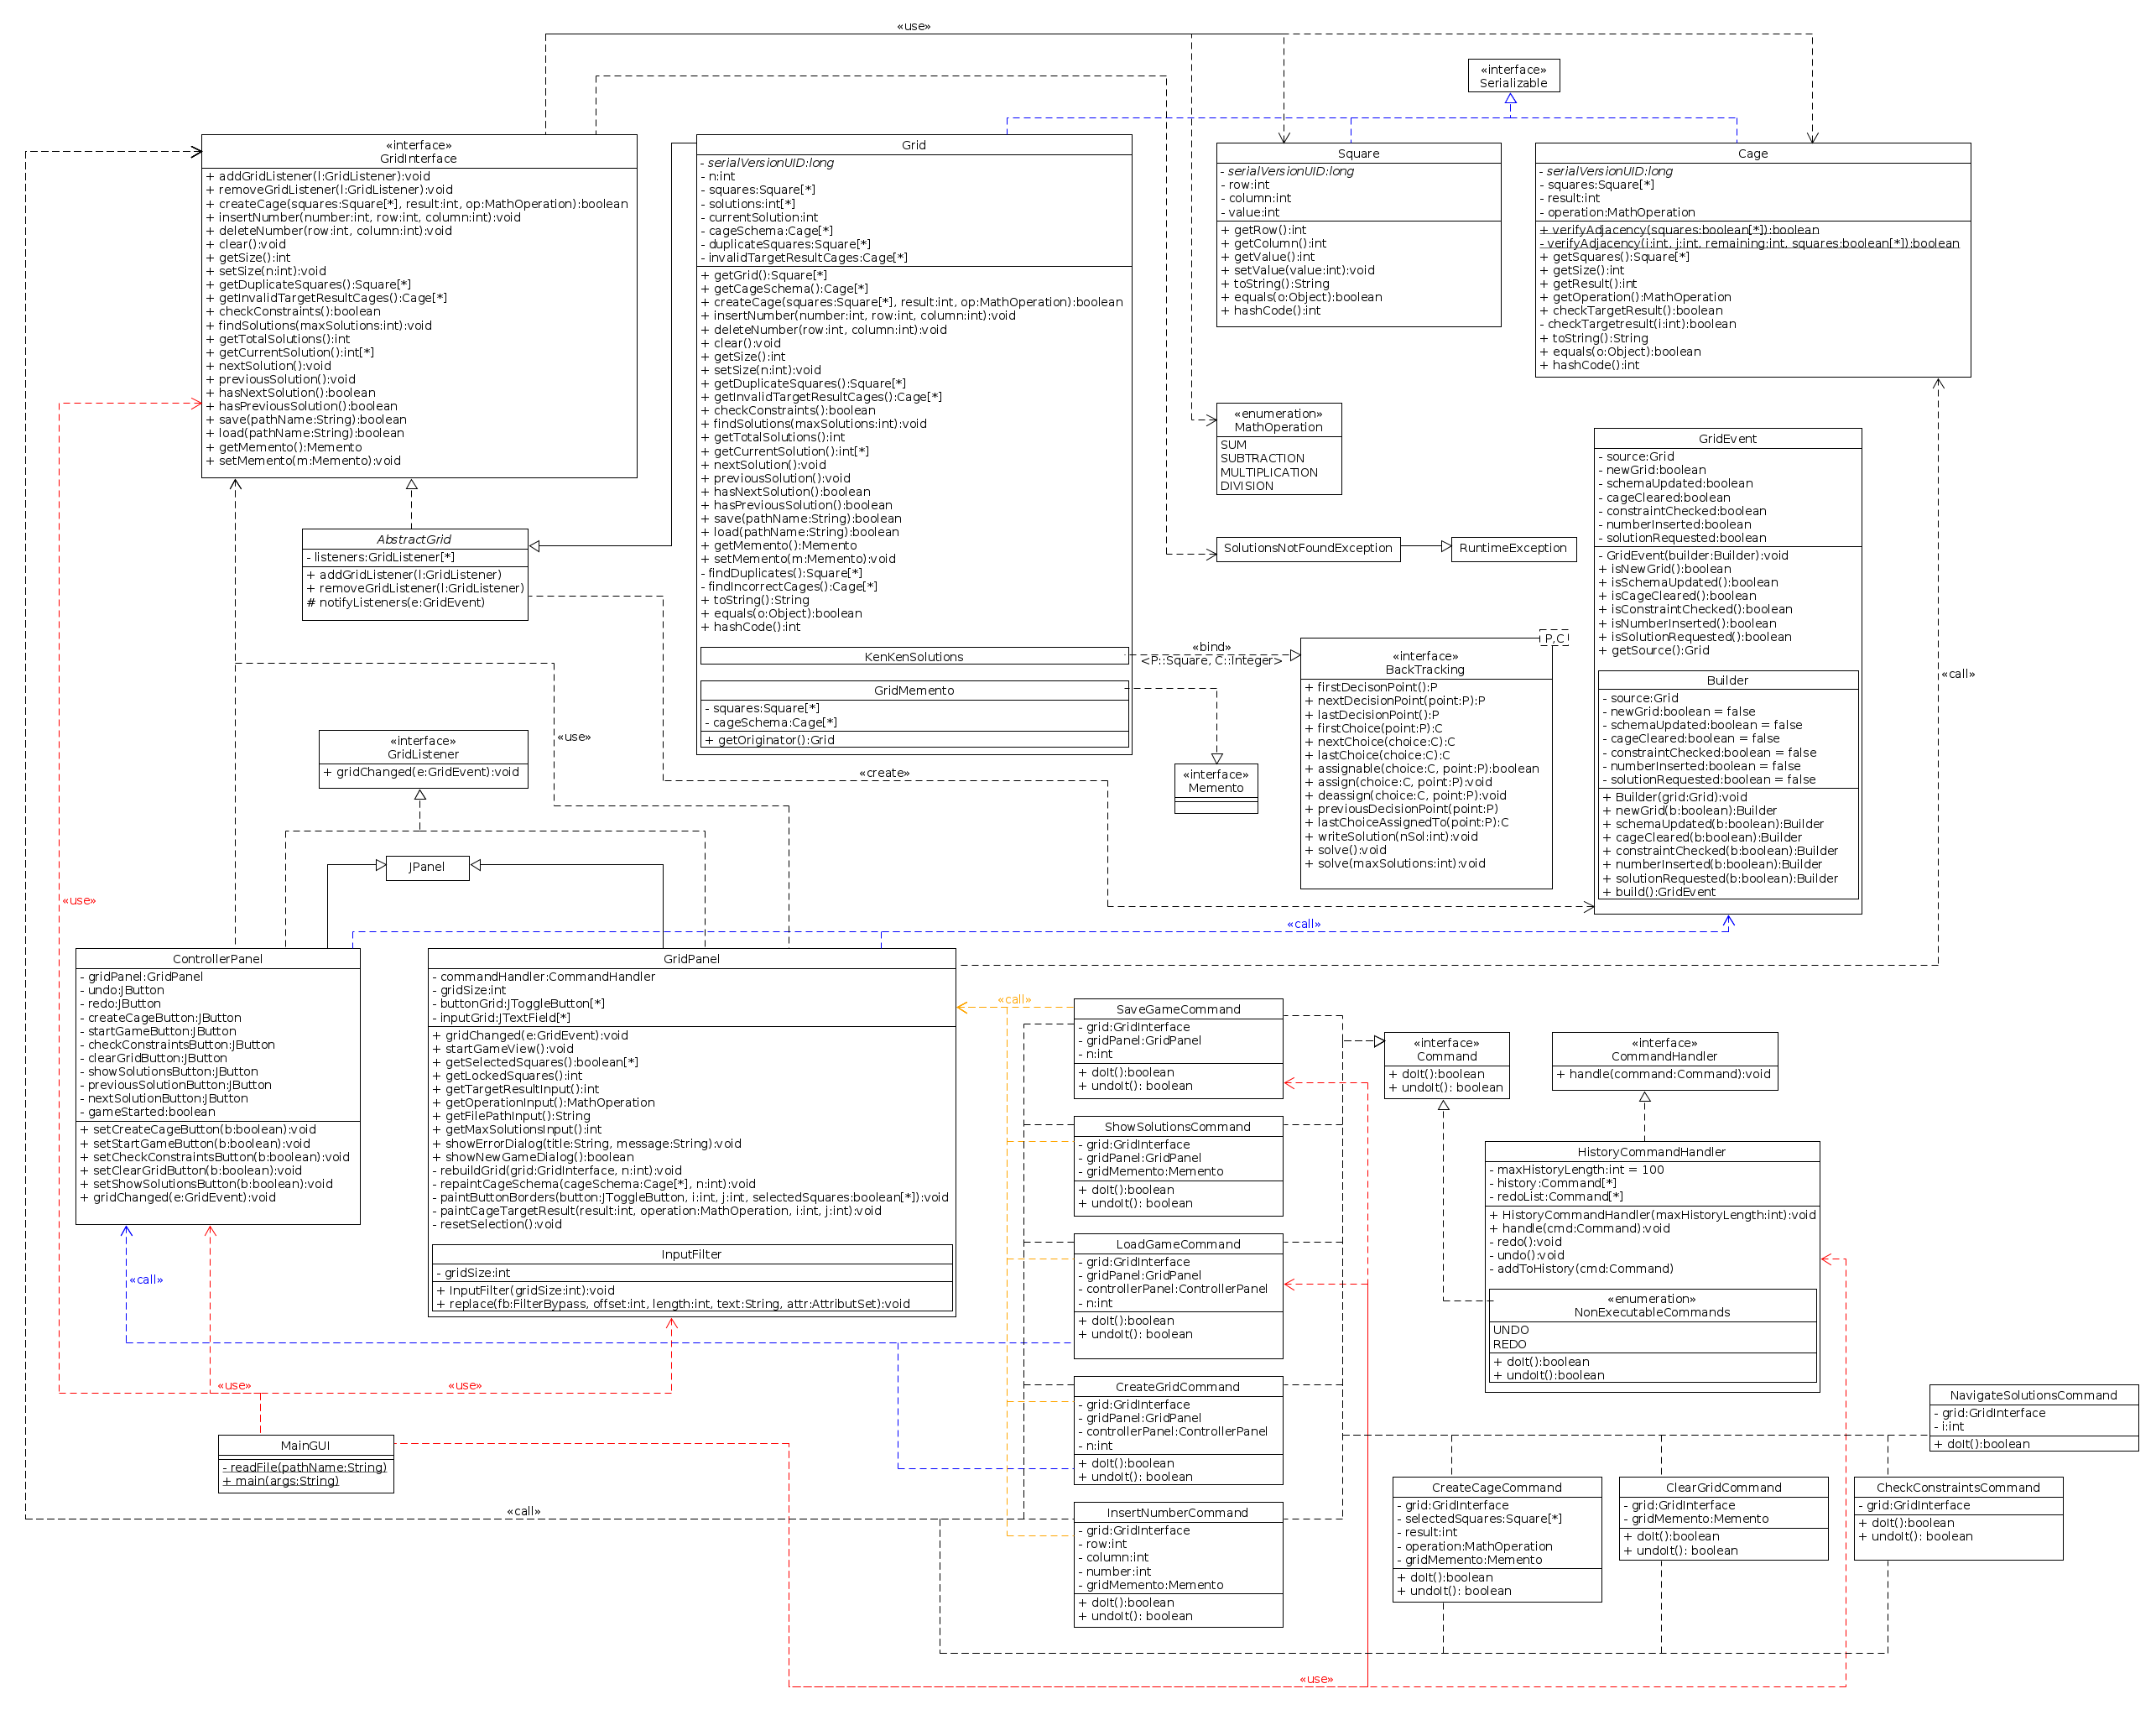 «use»
«interface»
Serializable
«interface»
GridInterface
+ addGridListener(l:GridListener):void
+ removeGridListener(l:GridListener):void
+ createCage(squares:Square[*], result:int, op:MathOperation):boolean
+ insertNumber(number:int, row:int, column:int):void
+ deleteNumber(row:int, column:int):void
+ clear():void
+ getSize():int
+ setSize(n:int):void
+ getDuplicateSquares():Square[*]
+ getInvalidTargetResultCages():Cage[*]
+ checkConstraints():boolean
+ findSolutions(maxSolutions:int):void
+ getTotalSolutions():int
+ getCurrentSolution():int[*]
+ nextSolution():void
+ previousSolution():void
+ hasNextSolution():boolean
+ hasPreviousSolution():boolean
+ save(pathName:String):boolean
+ load(pathName:String):boolean
+ getMemento():Memento
+ setMemento(m:Memento):void
Grid
- serialVersionUID:long
- n:int
- squares:Square[*]
- solutions:int[*]
- currentSolution:int
- cageSchema:Cage[*]
- duplicateSquares:Square[*]
- invalidTargetResultCages:Cage[*]
+ getGrid():Square[*]
+ getCageSchema():Cage[*]
+ createCage(squares:Square[*], result:int, op:MathOperation):boolean
+ insertNumber(number:int, row:int, column:int):void
+ deleteNumber(row:int, column:int):void
+ clear():void
+ getSize():int
+ setSize(n:int):void
+ getDuplicateSquares():Square[*]
+ getInvalidTargetResultCages():Cage[*]
+ checkConstraints():boolean
+ findSolutions(maxSolutions:int):void
+ getTotalSolutions():int
+ getCurrentSolution():int[*]
+ nextSolution():void
+ previousSolution():void
+ hasNextSolution():boolean
+ hasPreviousSolution():boolean
+ save(pathName:String):boolean
+ load(pathName:String):boolean
+ getMemento():Memento
+ setMemento(m:Memento):void
- findDuplicates():Square[*]
- findIncorrectCages():Cage[*]
+ toString():String
+ equals(o:Object):boolean
+ hashCode():int
KenKenSolutions
GridMemento
- squares:Square[*]
- cageSchema:Cage[*]
+ getOriginator():Grid
Square
- serialVersionUID:long
- row:int
- column:int
- value:int
+ getRow():int
+ getColumn():int
+ getValue():int
+ setValue(value:int):void
+ toString():String
+ equals(o:Object):boolean
+ hashCode():int
Cage
- serialVersionUID:long
- squares:Square[*]
- result:int
- operation:MathOperation
+ verifyAdjacency(squares:boolean[*]):boolean
- verifyAdjacency(i:int, j:int, remaining:int, squares:boolean[*]):boolean
+ getSquares():Square[*]
+ getSize():int
+ getResult():int
+ getOperation():MathOperation
+ checkTargetResult():boolean
- checkTargetresult(i:int):boolean
+ toString():String
+ equals(o:Object):boolean
+ hashCode():int
«enumeration»
MathOperation
SUM
SUBTRACTION
MULTIPLICATION
DIVISION
SolutionsNotFoundException
RuntimeException
GridEvent
- source:Grid
- newGrid:boolean
- schemaUpdated:boolean
- cageCleared:boolean
- constraintChecked:boolean
- numberInserted:boolean
- solutionRequested:boolean
- GridEvent(builder:Builder):void
+ isNewGrid():boolean
+ isSchemaUpdated():boolean
+ isCageCleared():boolean
+ isConstraintChecked():boolean
+ isNumberInserted():boolean
+ isSolutionRequested():boolean
+ getSource():Grid
Builder
- source:Grid
- newGrid:boolean = false
- schemaUpdated:boolean = false
- cageCleared:boolean = false
- constraintChecked:boolean = false
- numberInserted:boolean = false
- solutionRequested:boolean = false
+ Builder(grid:Grid):void
+ newGrid(b:boolean):Builder
+ schemaUpdated(b:boolean):Builder
+ cageCleared(b:boolean):Builder
+ constraintChecked(b:boolean):Builder
+ numberInserted(b:boolean):Builder
+ solutionRequested(b:boolean):Builder
+ build():GridEvent
«call»
AbstractGrid
- listeners:GridListener[*]
+ addGridListener(l:GridListener)
+ removeGridListener(l:GridListener)
# notifyListeners(e:GridEvent)
«bind»
<P::Square, C::Integer>
P,C
«interface»
BackTracking
+ firstDecisonPoint():P
+ nextDecisionPoint(point:P):P
+ lastDecisionPoint():P
+ firstChoice(point:P):C
+ nextChoice(choice:C):C
+ lastChoice(choice:C):C
+ assignable(choice:C, point:P):boolean
+ assign(choice:C, point:P):void
+ deassign(choice:C, point:P):void
+ previousDecisionPoint(point:P)
+ lastChoiceAssignedTo(point:P):C
+ writeSolution(nSol:int):void
+ solve():void
+ solve(maxSolutions:int):void
«interface»
Memento
«interface»
GridListener
+ gridChanged(e:GridEvent):void
«use»
«create»
JPanel
«use»
«call»
ControllerPanel
- gridPanel:GridPanel
- undo:JButton
- redo:JButton
- createCageButton:JButton
- startGameButton:JButton
- checkConstraintsButton:JButton
- clearGridButton:JButton
- showSolutionsButton:JButton
- previousSolutionButton:JButton
- nextSolutionButton:JButton
- gameStarted:boolean
+ setCreateCageButton(b:boolean):void
+ setStartGameButton(b:boolean):void
+ setCheckConstraintsButton(b:boolean):void
+ setClearGridButton(b:boolean):void
+ setShowSolutionsButton(b:boolean):void
+ gridChanged(e:GridEvent):void
GridPanel
- commandHandler:CommandHandler
- gridSize:int
- buttonGrid:JToggleButton[*]
- inputGrid:JTextField[*]
+ gridChanged(e:GridEvent):void
+ startGameView():void
+ getSelectedSquares():boolean[*]
+ getLockedSquares():int
+ getTargetResultInput():int
+ getOperationInput():MathOperation
+ getFilePathInput():String
+ getMaxSolutionsInput():int
+ showErrorDialog(title:String, message:String):void
+ showNewGameDialog():boolean
- rebuildGrid(grid:GridInterface, n:int):void
- repaintCageSchema(cageSchema:Cage[*], n:int):void
- paintButtonBorders(button:JToggleButton, i:int, j:int, selectedSquares:boolean[*]):void
- paintCageTargetResult(result:int, operation:MathOperation, i:int, j:int):void
- resetSelection():void
InputFilter
- gridSize:int
+ InputFilter(gridSize:int):void
+ replace(fb:FilterBypass, offset:int, length:int, text:String, attr:AttributSet):void
«call»
SaveGameCommand
- grid:GridInterface
- gridPanel:GridPanel
- n:int
+ doIt():boolean
+ undoIt(): boolean
ShowSolutionsCommand
- grid:GridInterface
- gridPanel:GridPanel
- gridMemento:Memento
+ doIt():boolean
+ undoIt(): boolean
LoadGameCommand
- grid:GridInterface
- gridPanel:GridPanel
- controllerPanel:ControllerPanel
- n:int
+ doIt():boolean
+ undoIt(): boolean
CreateGridCommand
- grid:GridInterface
- gridPanel:GridPanel
- controllerPanel:ControllerPanel
- n:int
+ doIt():boolean
+ undoIt(): boolean
InsertNumberCommand
- grid:GridInterface
- row:int
- column:int
- number:int
- gridMemento:Memento
+ doIt():boolean
+ undoIt(): boolean
«interface»
Command
+ doIt():boolean
+ undoIt(): boolean
«interface»
CommandHandler
+ handle(command:Command):void
HistoryCommandHandler
- maxHistoryLength:int = 100
- history:Command[*]
- redoList:Command[*]
+ HistoryCommandHandler(maxHistoryLength:int):void
+ handle(cmd:Command):void
- redo():void
- undo():void
- addToHistory(cmd:Command)
«enumeration»
NonExecutableCommands
UNDO
REDO
+ doIt():boolean
+ undoIt():boolean
«call»
«use»
«use»
MainGUI
- readFile(pathName:String)
+ main(args:String)
«call»
NavigateSolutionsCommand
- grid:GridInterface
- i:int
+ doIt():boolean
CreateCageCommand
- grid:GridInterface
- selectedSquares:Square[*]
- result:int
- operation:MathOperation
- gridMemento:Memento
+ doIt():boolean
+ undoIt(): boolean
ClearGridCommand
- grid:GridInterface
- gridMemento:Memento
+ doIt():boolean
+ undoIt(): boolean
CheckConstraintsCommand
- grid:GridInterface
+ doIt():boolean
+ undoIt(): boolean
«use»